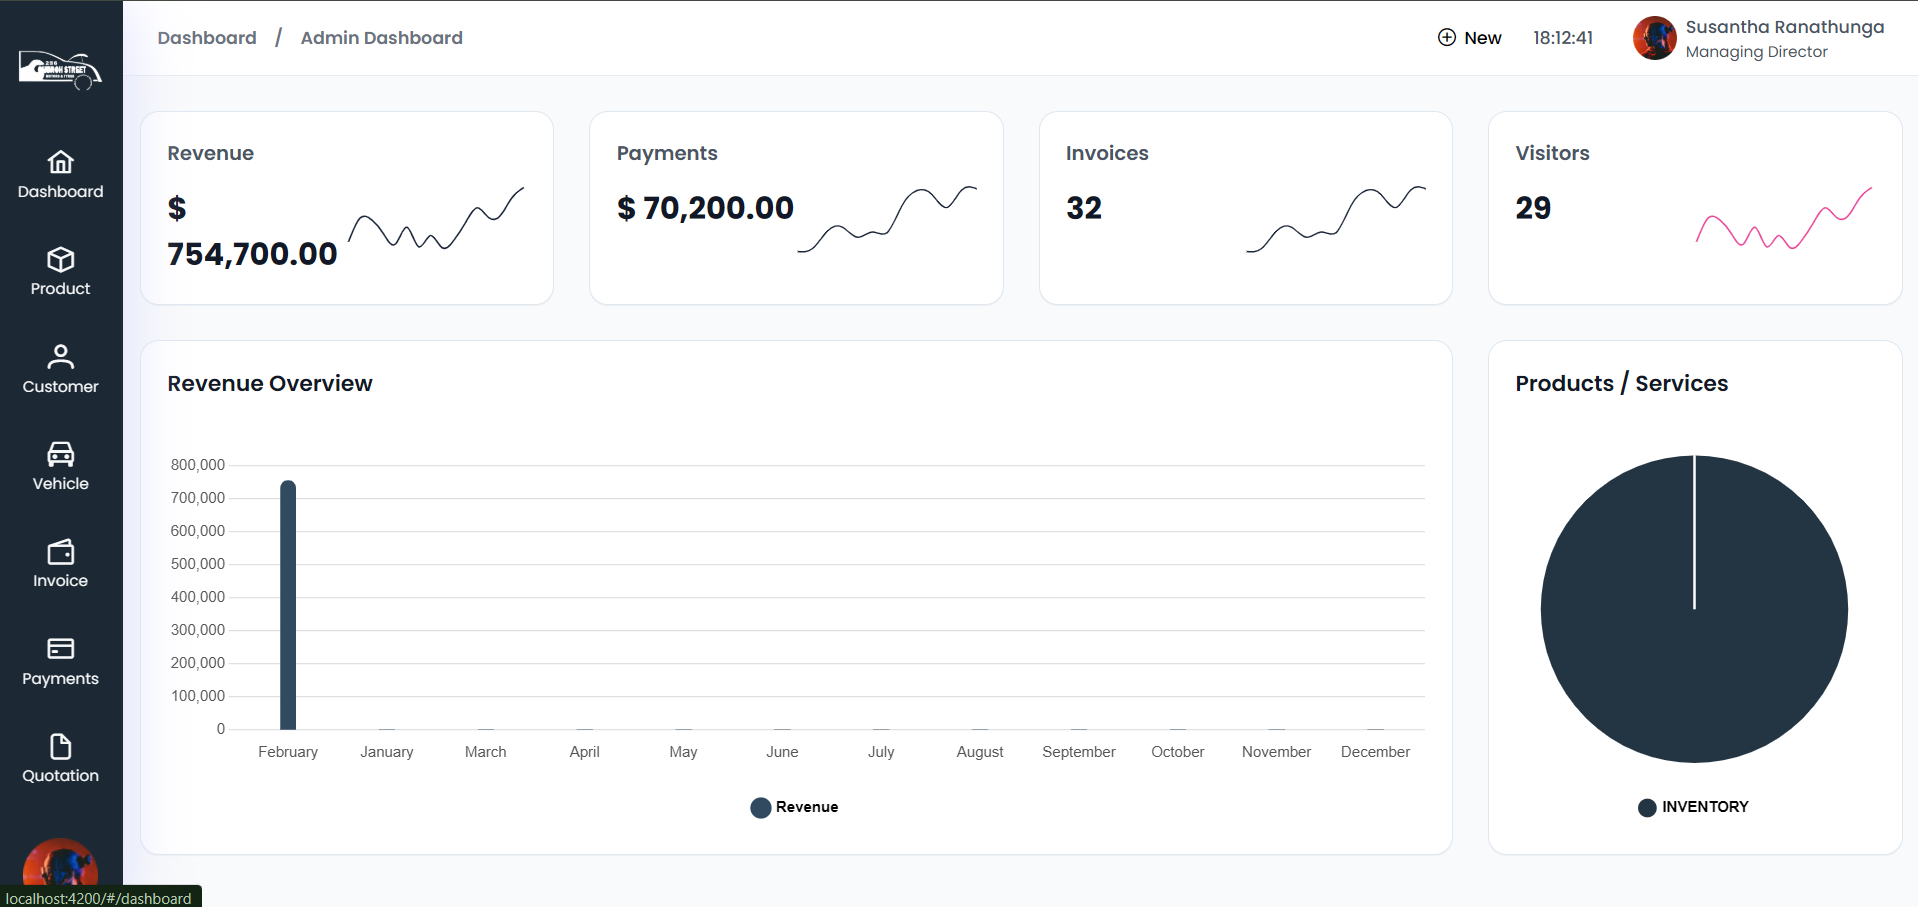 Dashboard / Admin Dashboard
New
18:12:41
Susantha Ranathunga
Managing Director
256
CHURCH STREET
Dashboard
Product
Customer
Vehicle
Invoice
Payments
Quotation
localhost:4200/#/dashboard
Revenue
$
754,700.00
Payments
$ 70,200.00
Invoices
32
Visitors
29
Revenue Overview
800,000
700,000
600,000
500,000
400,000
300,000
200,000
100,000
0
February January March April May June July August September October November December
Revenue
Products / Services
INVENTORY